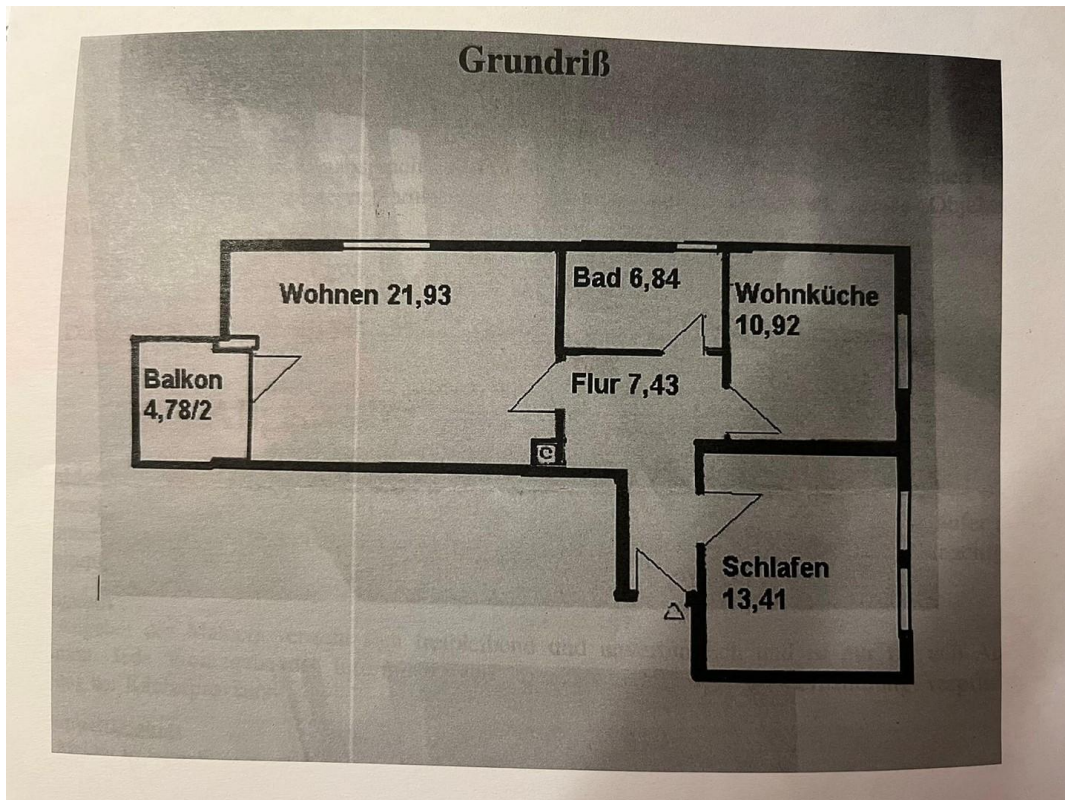 Grundriß
Wohnen 21,93
Bad 6,84
Wohnküche
10,92
Balkon
4,78/2
Flur 7,43
C
Schlafen
13,41